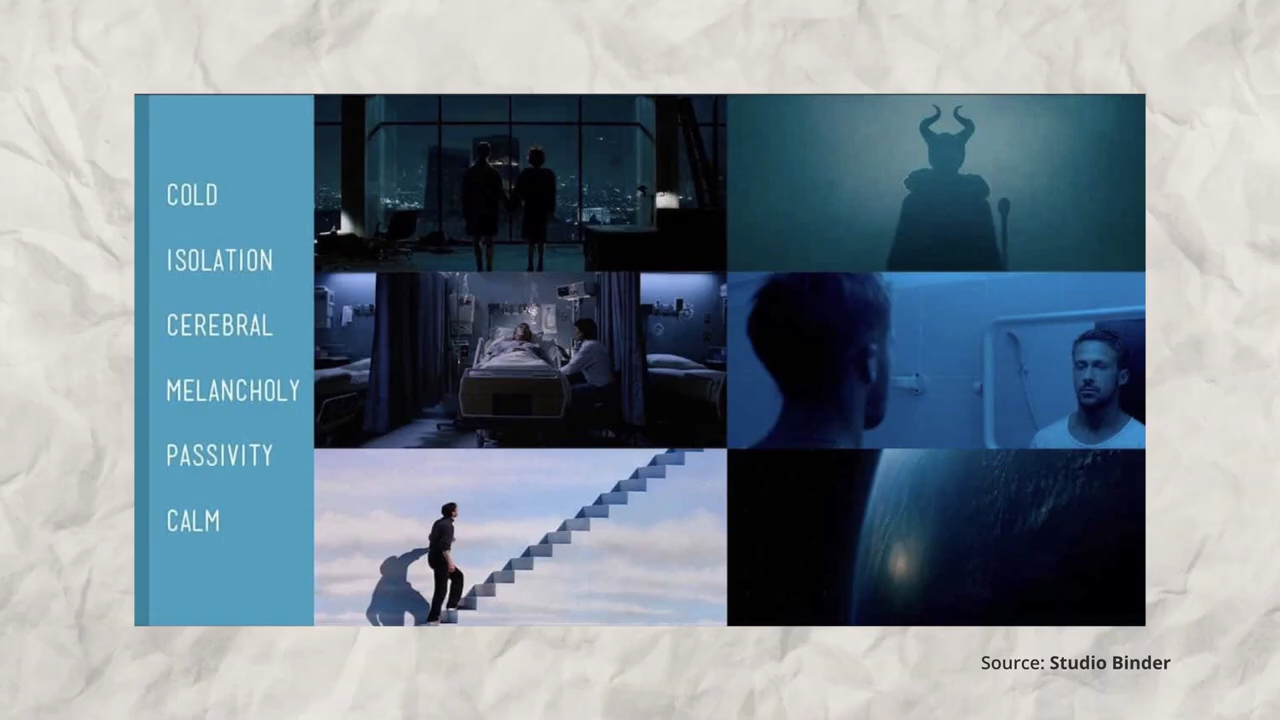 COLD
ISOLATION
CEREBRAL
MELANCHOLY
PASSIVITY
CALM
Source: Studio Binder